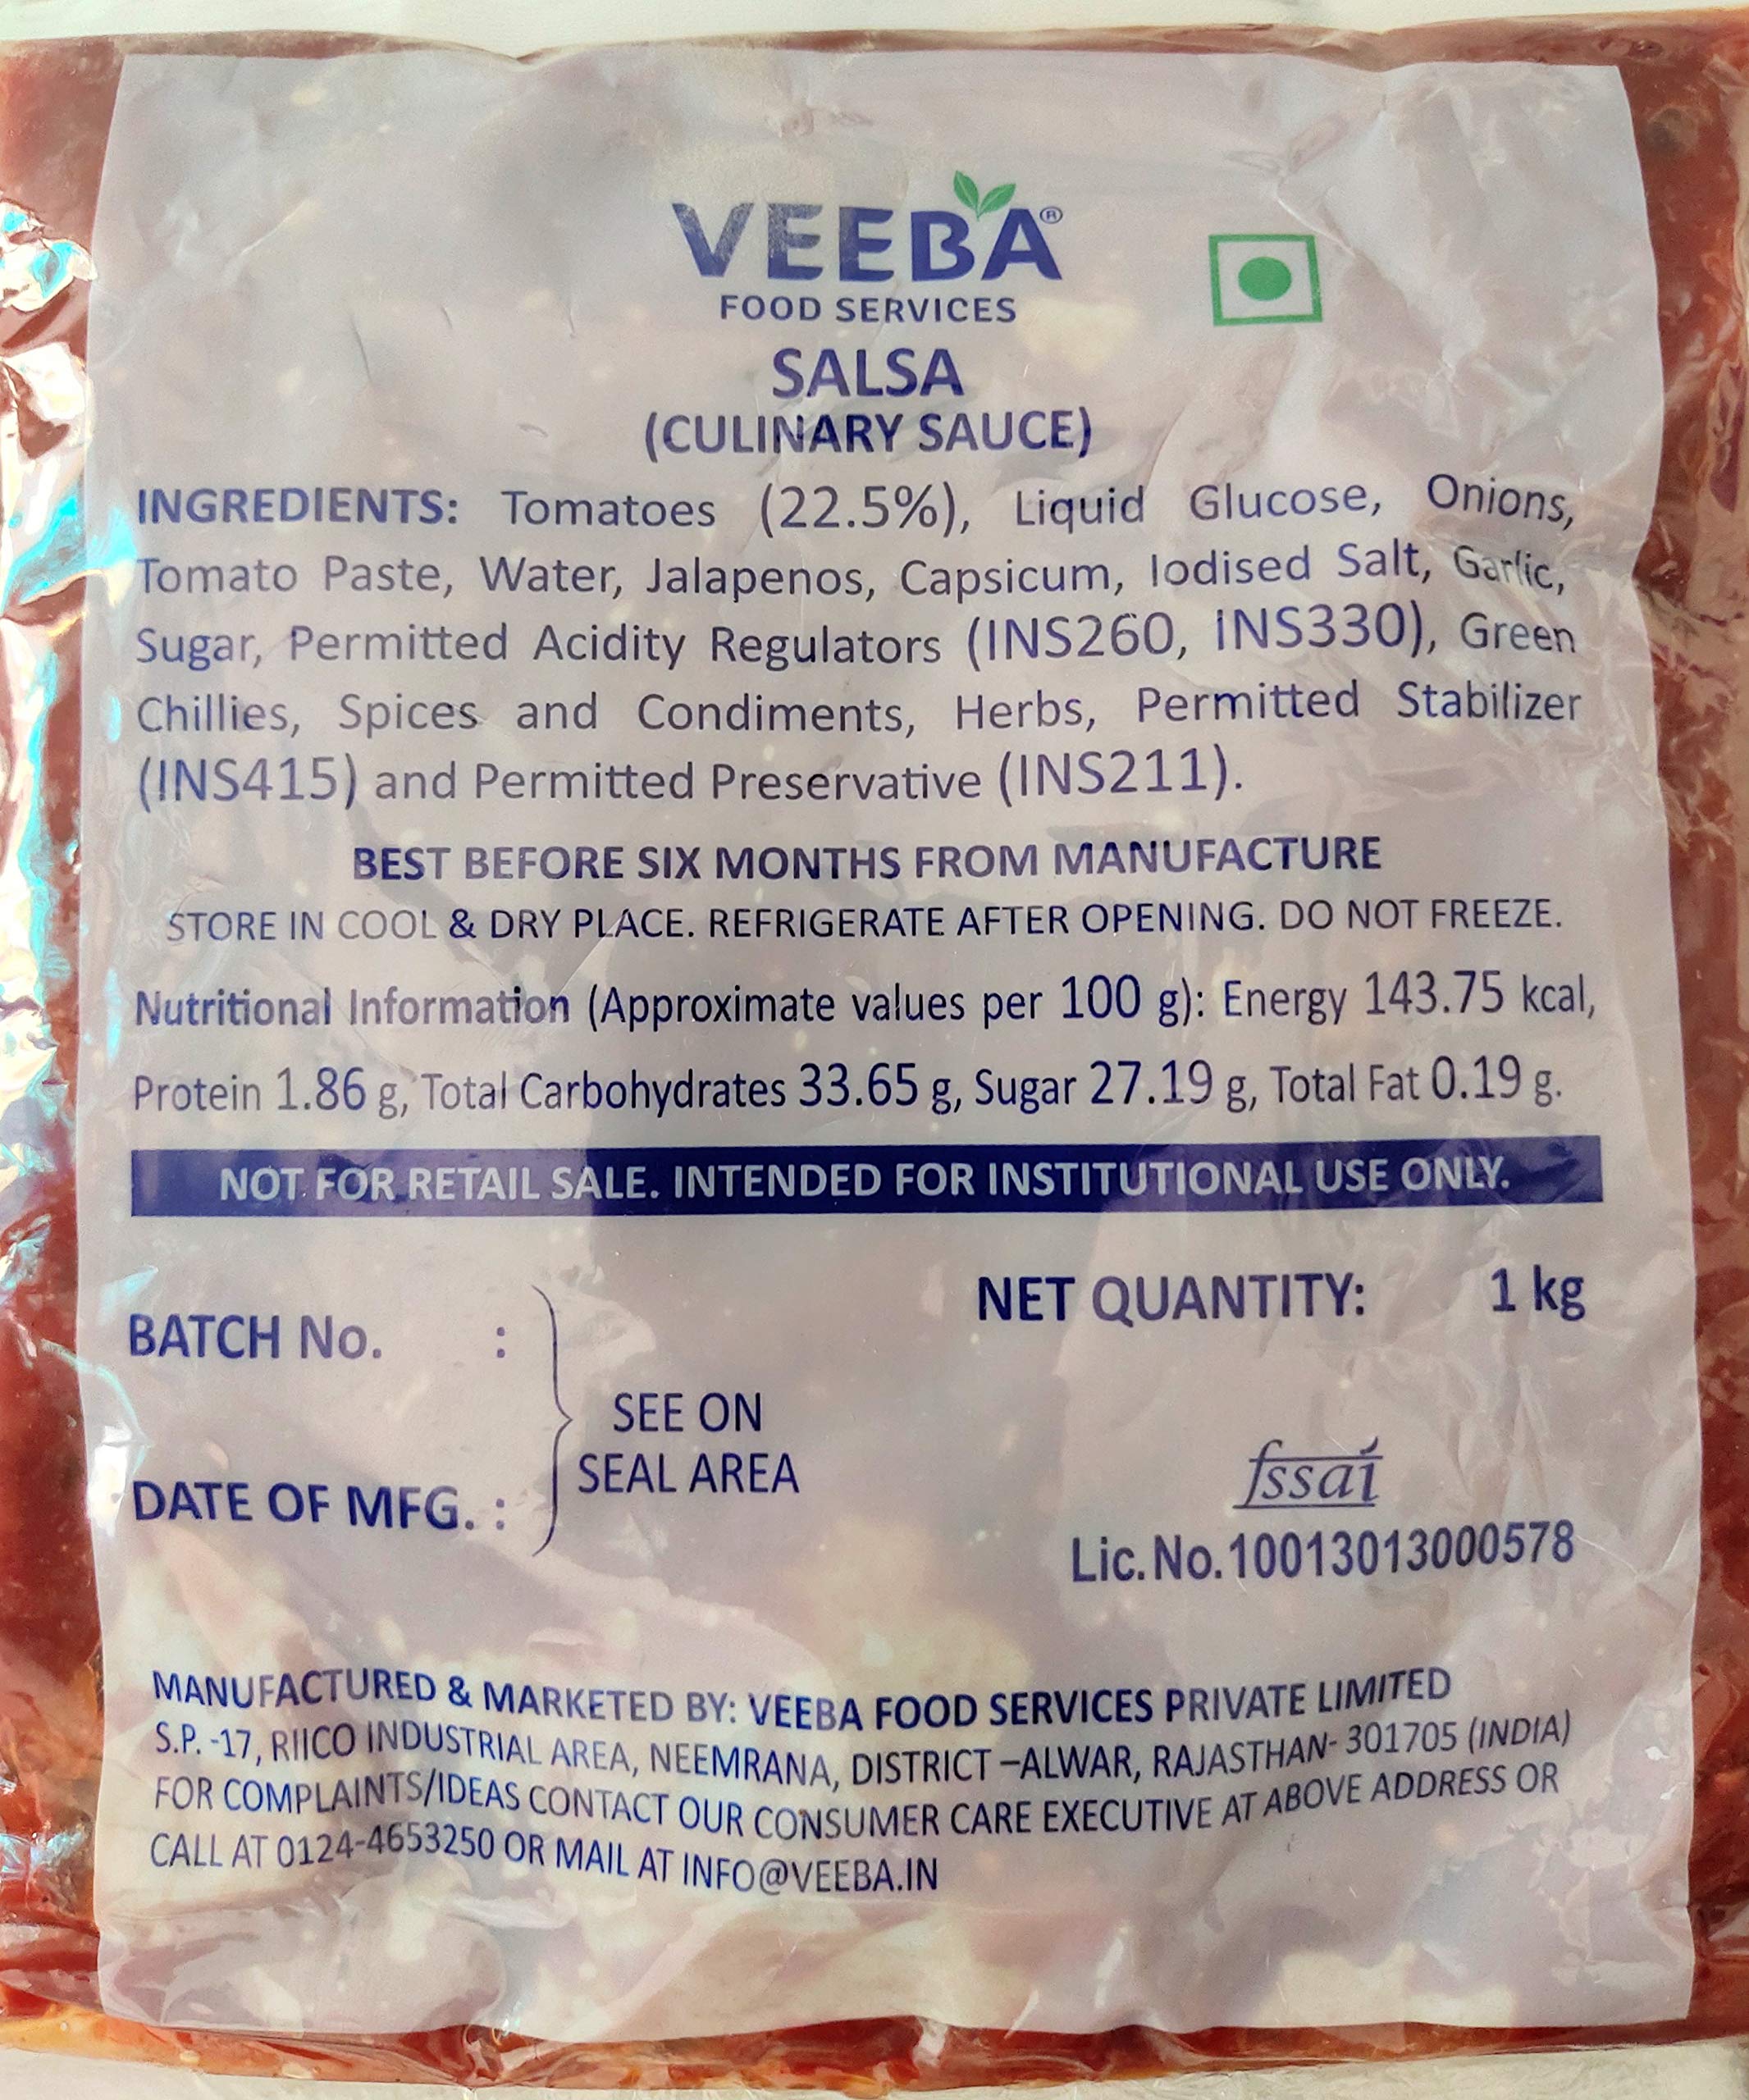 VEEBA®
FOOD SERVICES
SALSA
(CULINARY SAUCE)
INGREDIENTS: Tomatoes (22.5%), Liquid Glucose, Onions,
Tomato Paste, Water, Jalapenos, Capsicum, Iodised Salt, Garlic,
Sugar, Permitted Acidity Regulators (INS260, INS330), Green
Chillies, Spices and Condiments, Herbs, Permitted Stabilizer
(INS415) and Permitted Preservative (INS211).
BEST BEFORE SIX MONTHS FROM MANUFACTURE
STORE IN COOL & DRY PLACE. REFRIGERATE AFTER OPENING. DO NOT FREEZE.
Nutritional Information (Approximate values per 100 g): Energy 143.75 kcal,
Protein 1.86 g, Total Carbohydrates 33.65 g, Sugar 27.19 g, Total Fat 0.19 g.
NOT FOR RETAIL SALE. INTENDED FOR INSTITUTIONAL USE ONLY.
NET QUANTITY: 1 kg
BATCH No. :
SEE ON
SEAL AREA
DATE OF MFG. :
fssai
Lic.No.10013013000578
MANUFACTURED & MARKETED BY: VEEBA FOOD SERVICES PRIVATE LIMITED
S.P. -17, RIICO INDUSTRIAL AREA, NEEMRANA, DISTRICT –ALWAR, RAJASTHAN- 301705 (INDIA)
FOR COMPLAINTS/IDEAS CONTACT OUR CONSUMER CARE EXECUTIVE AT ABOVE ADDRESS OR
CALL AT 0124-4653250 OR MAIL AT INFO@VEEBA.IN